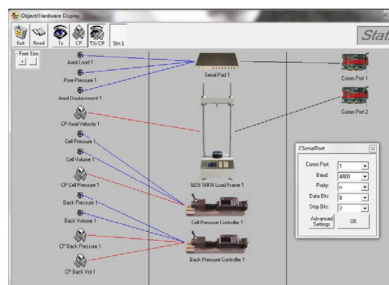 Object/Hardware Display
Exit
Read
Tx
CP
TX/CP
Stn 1
Stat
Font Size
+
-
Axial Load 1
Pore Pressure 1
Axial Displacement 1
CP Axial Velocity 1
Cell Pressure 1
Cell Volume 1
CP Cell Pressure 1
Back Pressure 1
Back Volume 1
CP Back Pressure 1
CP Back Vol 1
Serial Pad 1
50KN Load Frame 1
Cell Pressure Controller 1
Back Pressure Controller 1
Comm Port 1
Comm Port 2
CSerialPort
Comm Port: 1
Baud: 4800
Parity: n
Data Bits: 8
Stop Bits: 2
Advanced
Settings
OK